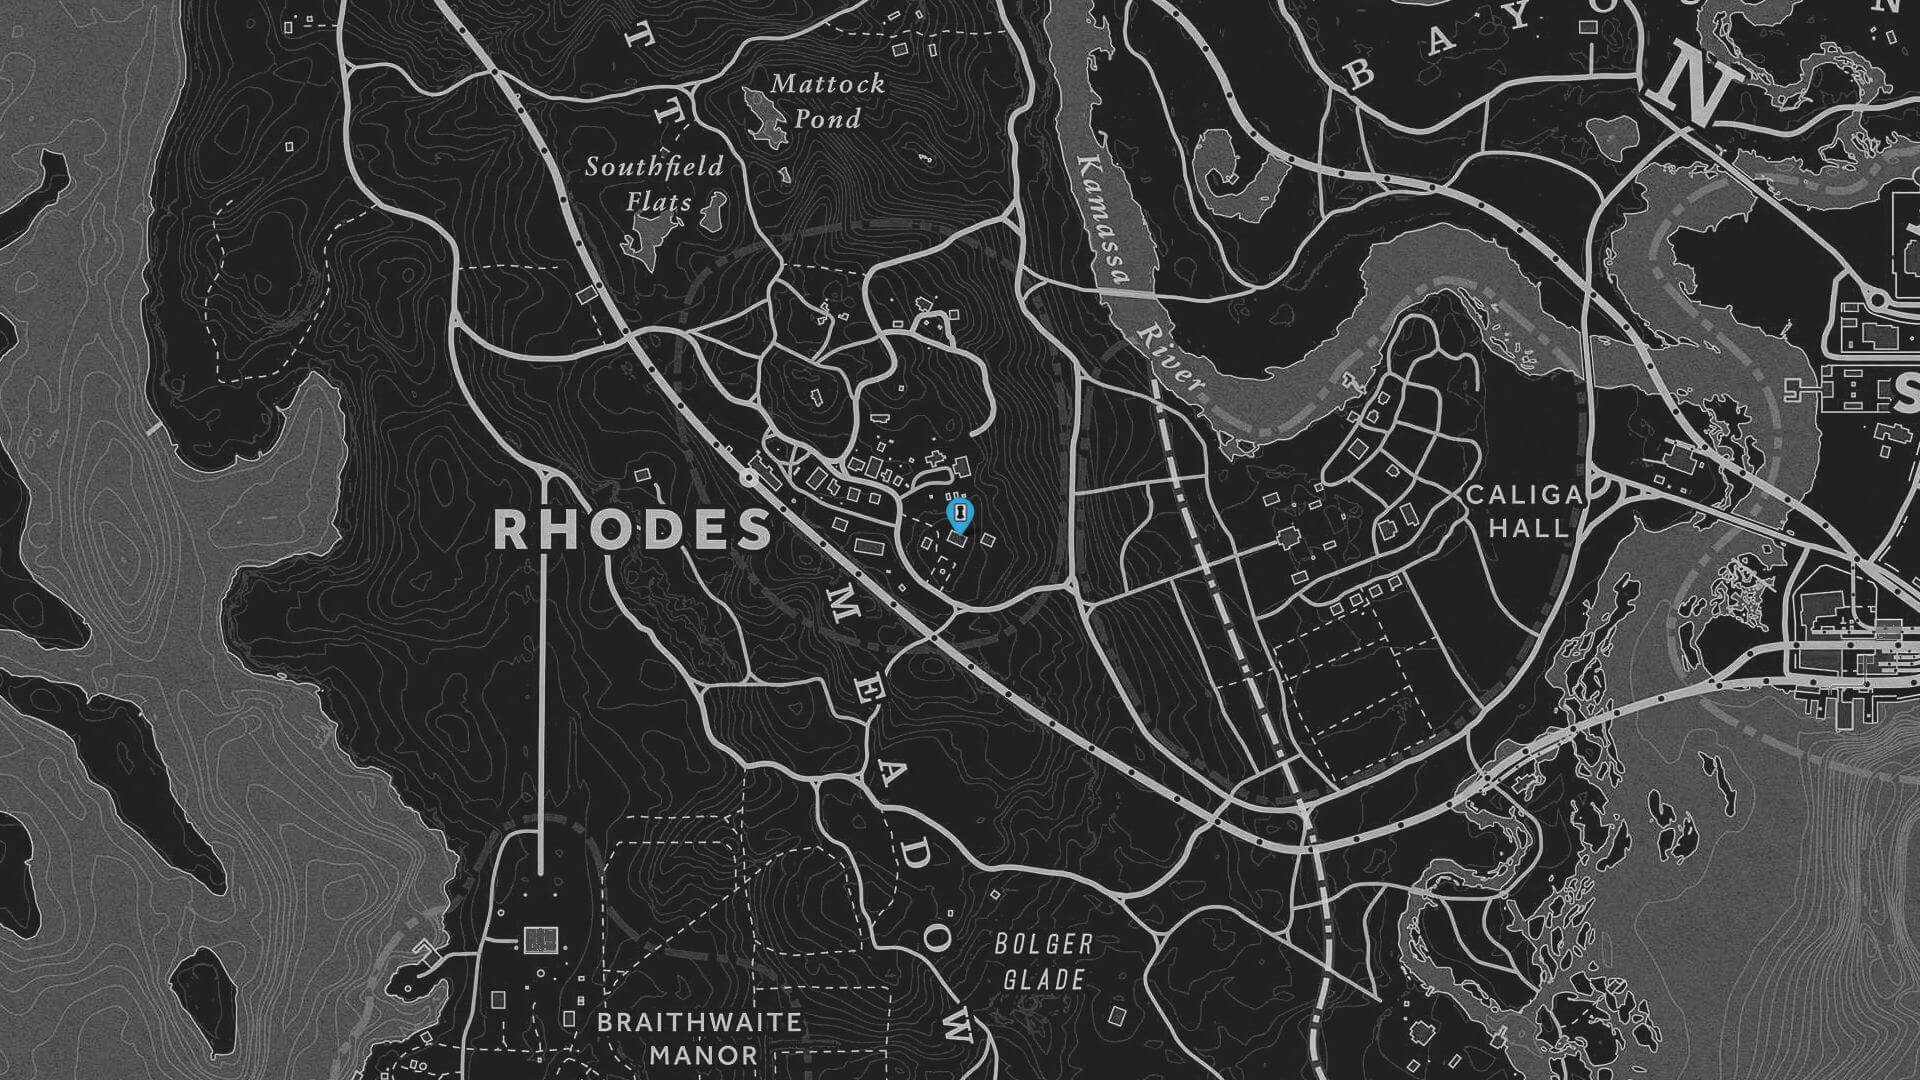 Mattock
Pond
Southfield
Flats
T
T
B A Y O
N
N
Kamassa
River
CALIGA
HALL
S
RHODES
M
E
A
D
O
W
BOLGER
GLADE
BRAITHWAITE
MANOR